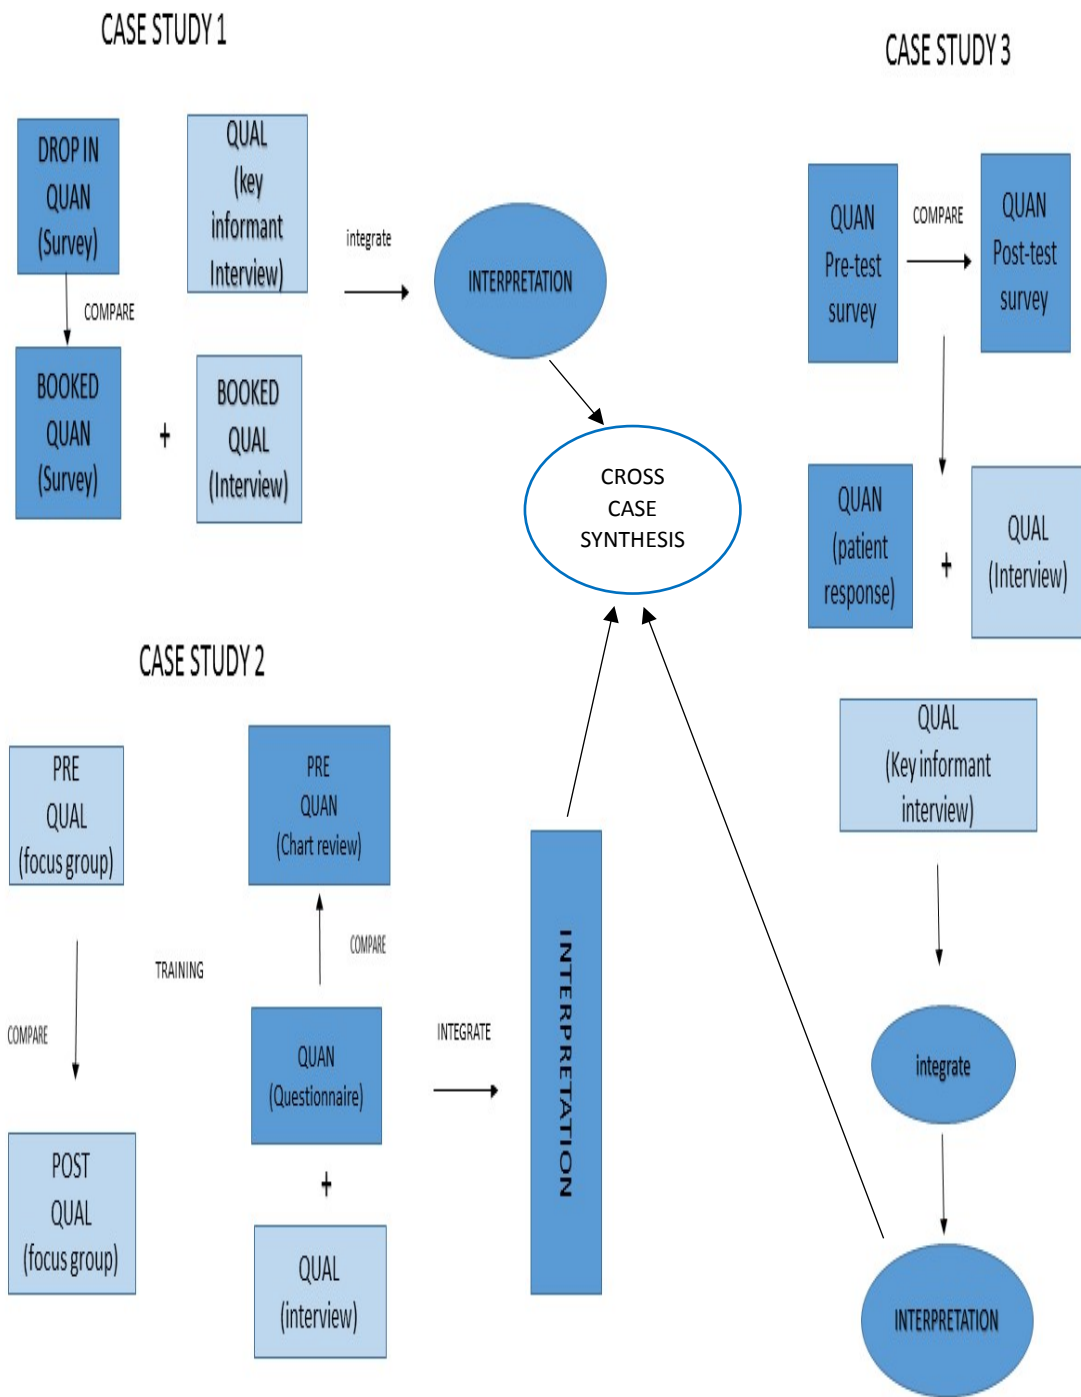 CASE STUDY 1
DROP IN
QUAN
(Survey)
QUAL
(key
informant
Interview)
integrate
INTERPRETATION
COMPARE
BOOKED
QUAN
(Survey)
+
BOOKED
QUAL
(Interview)
CROSS
CASE
SYNTHESIS
CASE STUDY 3
QUAN
Pre-test
survey
COMPARE
QUAN
Post-test
survey
QUAN
(patient
response)
+
QUAL
(Interview)
QUAL
(Key informant
interview)
integrate
INTERPRETATION
CASE STUDY 2
PRE
QUAL
(focus group)
COMPARE
TRAINING
POST
QUAL
(focus group)
PRE
QUAN
(Chart review)
COMPARE
QUAN
(Questionnaire)
+
QUAL
(interview)
INTEGRATE
INTERPRETATION